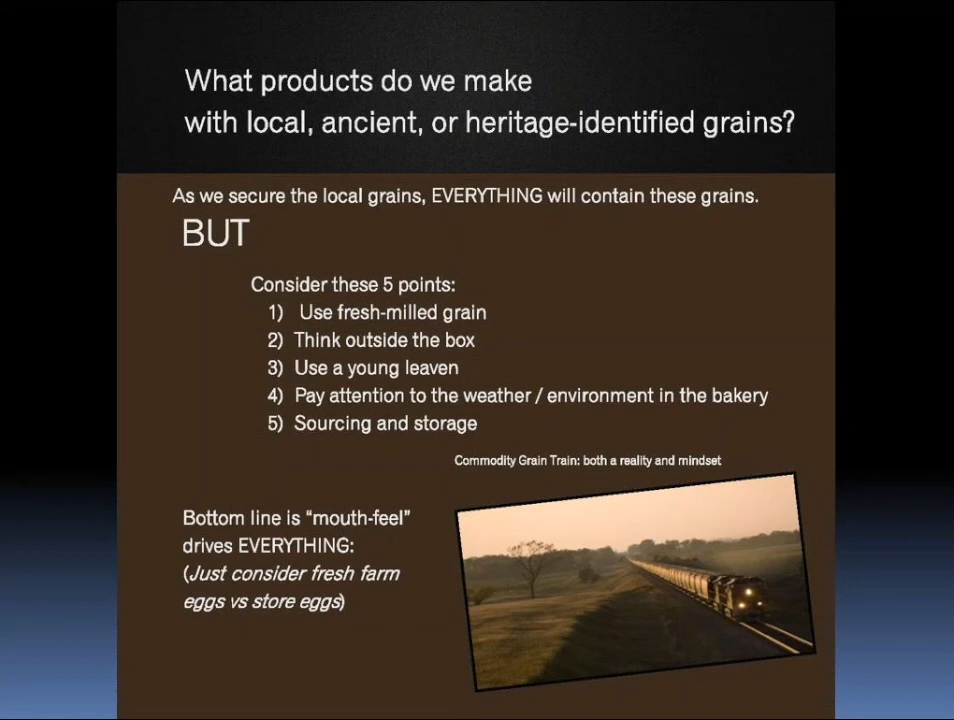 What products do we make
with local, ancient, or heritage-identified grains?
As we secure the local grains, EVERYTHING will contain these grains.
BUT
Consider these 5 points:
1) Use fresh-milled grain
2) Think outside the box
3) Use a young leaven
4) Pay attention to the weather / environment in the bakery
5) Sourcing and storage
Commodity Grain Train: both a reality and mindset
Bottom line is “mouth-feel”
drives EVERYTHING:
(Just consider fresh farm
eggs vs store eggs)